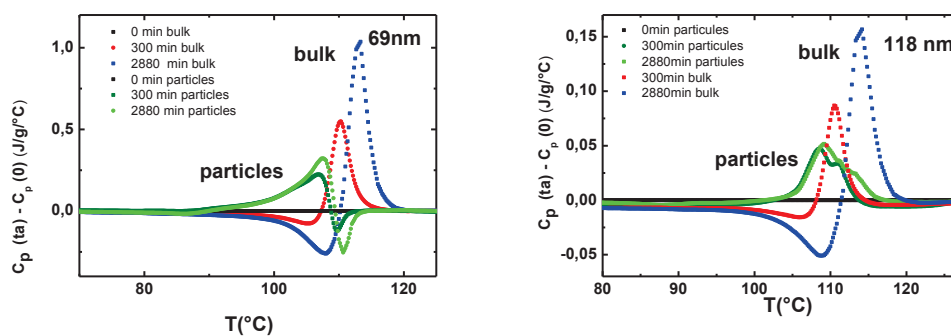 69nm
bulk
particles
0 min bulk
300 min bulk
2880 min bulk
0 min particles
300 min particles
2880 min particles
1,0
0,5
0,0
C_p (ta) - C_p (0) (J/g/°C)
100
120
T(°C)
118 nm
bulk
particles
0min particules
300min particules
2880min particules
300min bulk
2880min bulk
0,15
0,10
0,05
0,00
-0,05
C_p (ta) - C_p (0) (J/g/°C)
80
90
100
110
120
T(°C)